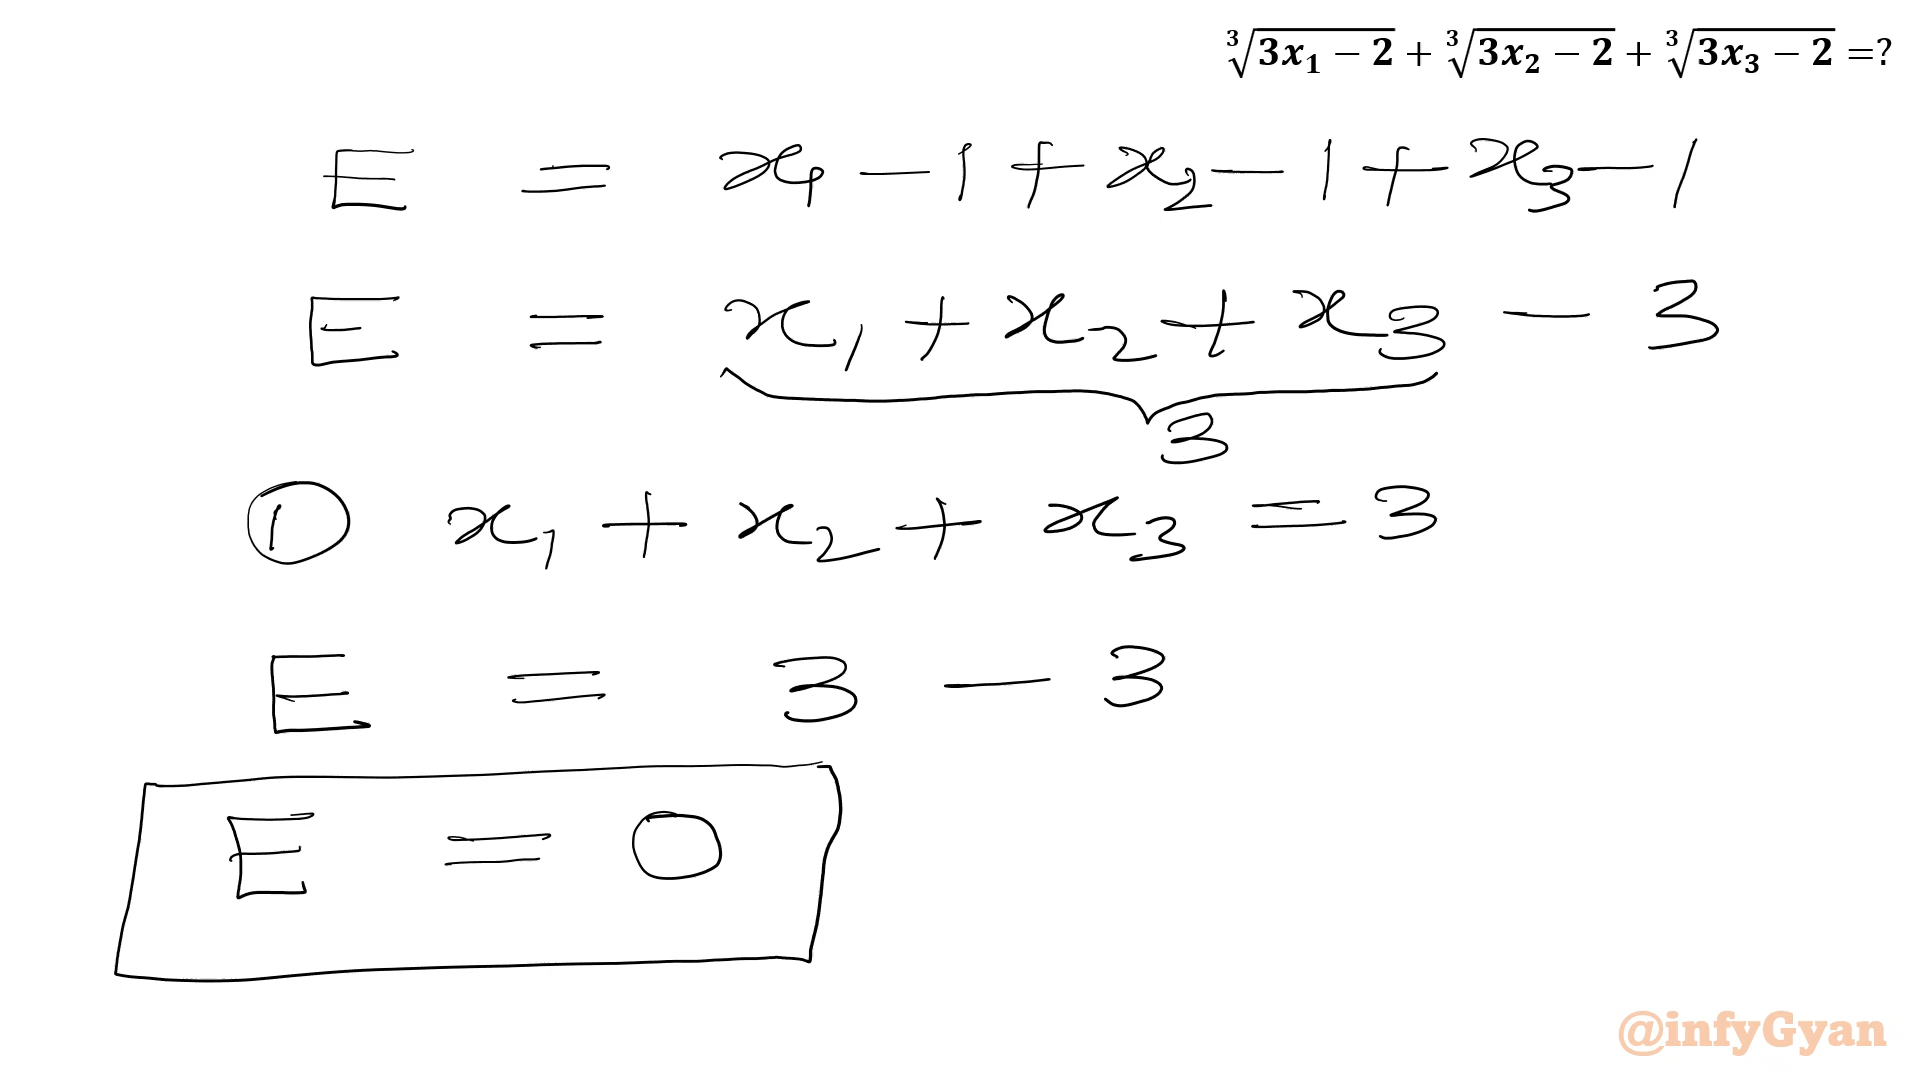 ∛(3x₁ − 2) + ∛(3x₂ − 2) + ∛(3x₃ − 2) =?
E = x₁ − 1 + x₂ − 1 + x₃ − 1
E = x₁ + x₂ + x₃ − 3
3
① x₁ + x₂ + x₃ = 3
E = 3 − 3
E = 0
@infyGyan